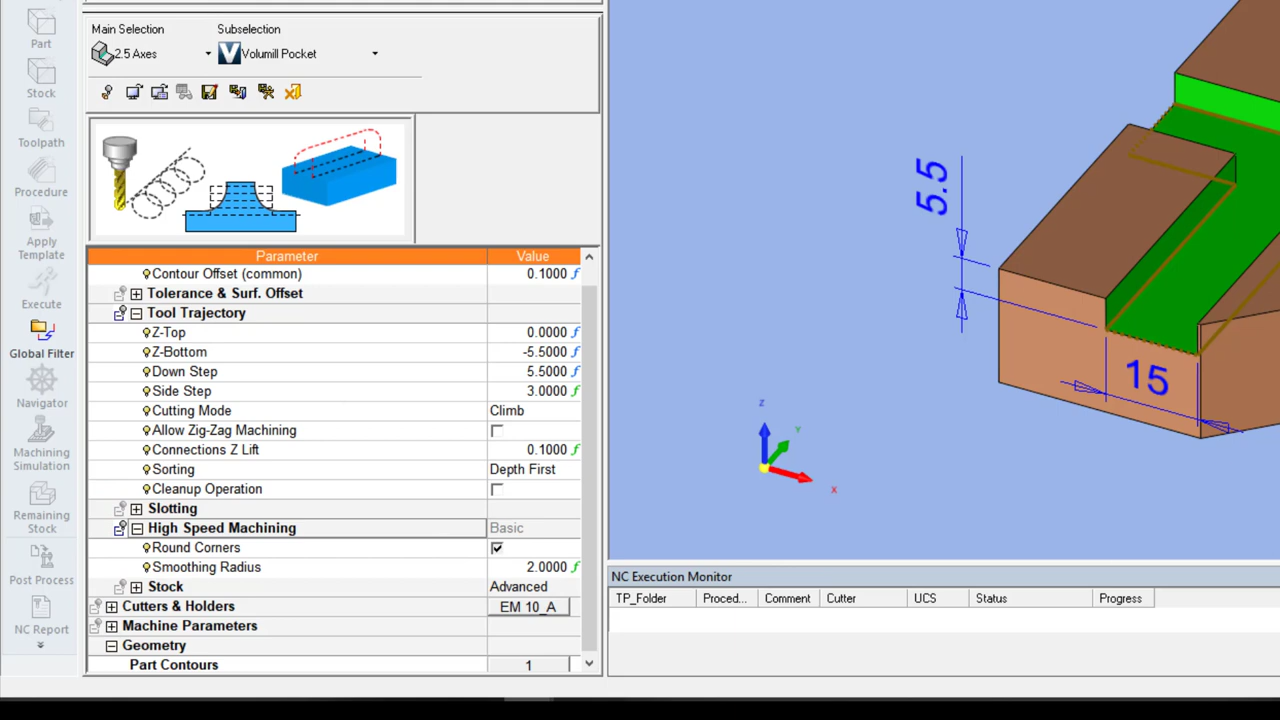 Main Selection Subselection
2.5 Axes Volumill Pocket
Part
Stock
Toolpath
Procedure
Apply
Template
Execute
Global Filter
Navigator
Machining
Simulation
Remaining
Stock
Post Process
NC Report
Parameter Value
Contour Offset (common) 0.1000 f
Tolerance & Surf. Offset
Tool Trajectory
Z-Top 0.0000 f
Z-Bottom -5.5000 f
Down Step 5.5000 f
Side Step 3.0000 f
Cutting Mode Climb
Allow Zig-Zag Machining
Connections Z Lift 0.1000 f
Sorting Depth First
Cleanup Operation
Slotting
High Speed Machining Basic
Round Corners
Smoothing Radius 2.0000 f
Stock Advanced
Cutters & Holders EM 10_A
Machine Parameters
Geometry
Part Contours 1
5.5
15
Z
Y
X
NC Execution Monitor
TP_Folder Proced... Comment Cutter UCS Status Progress